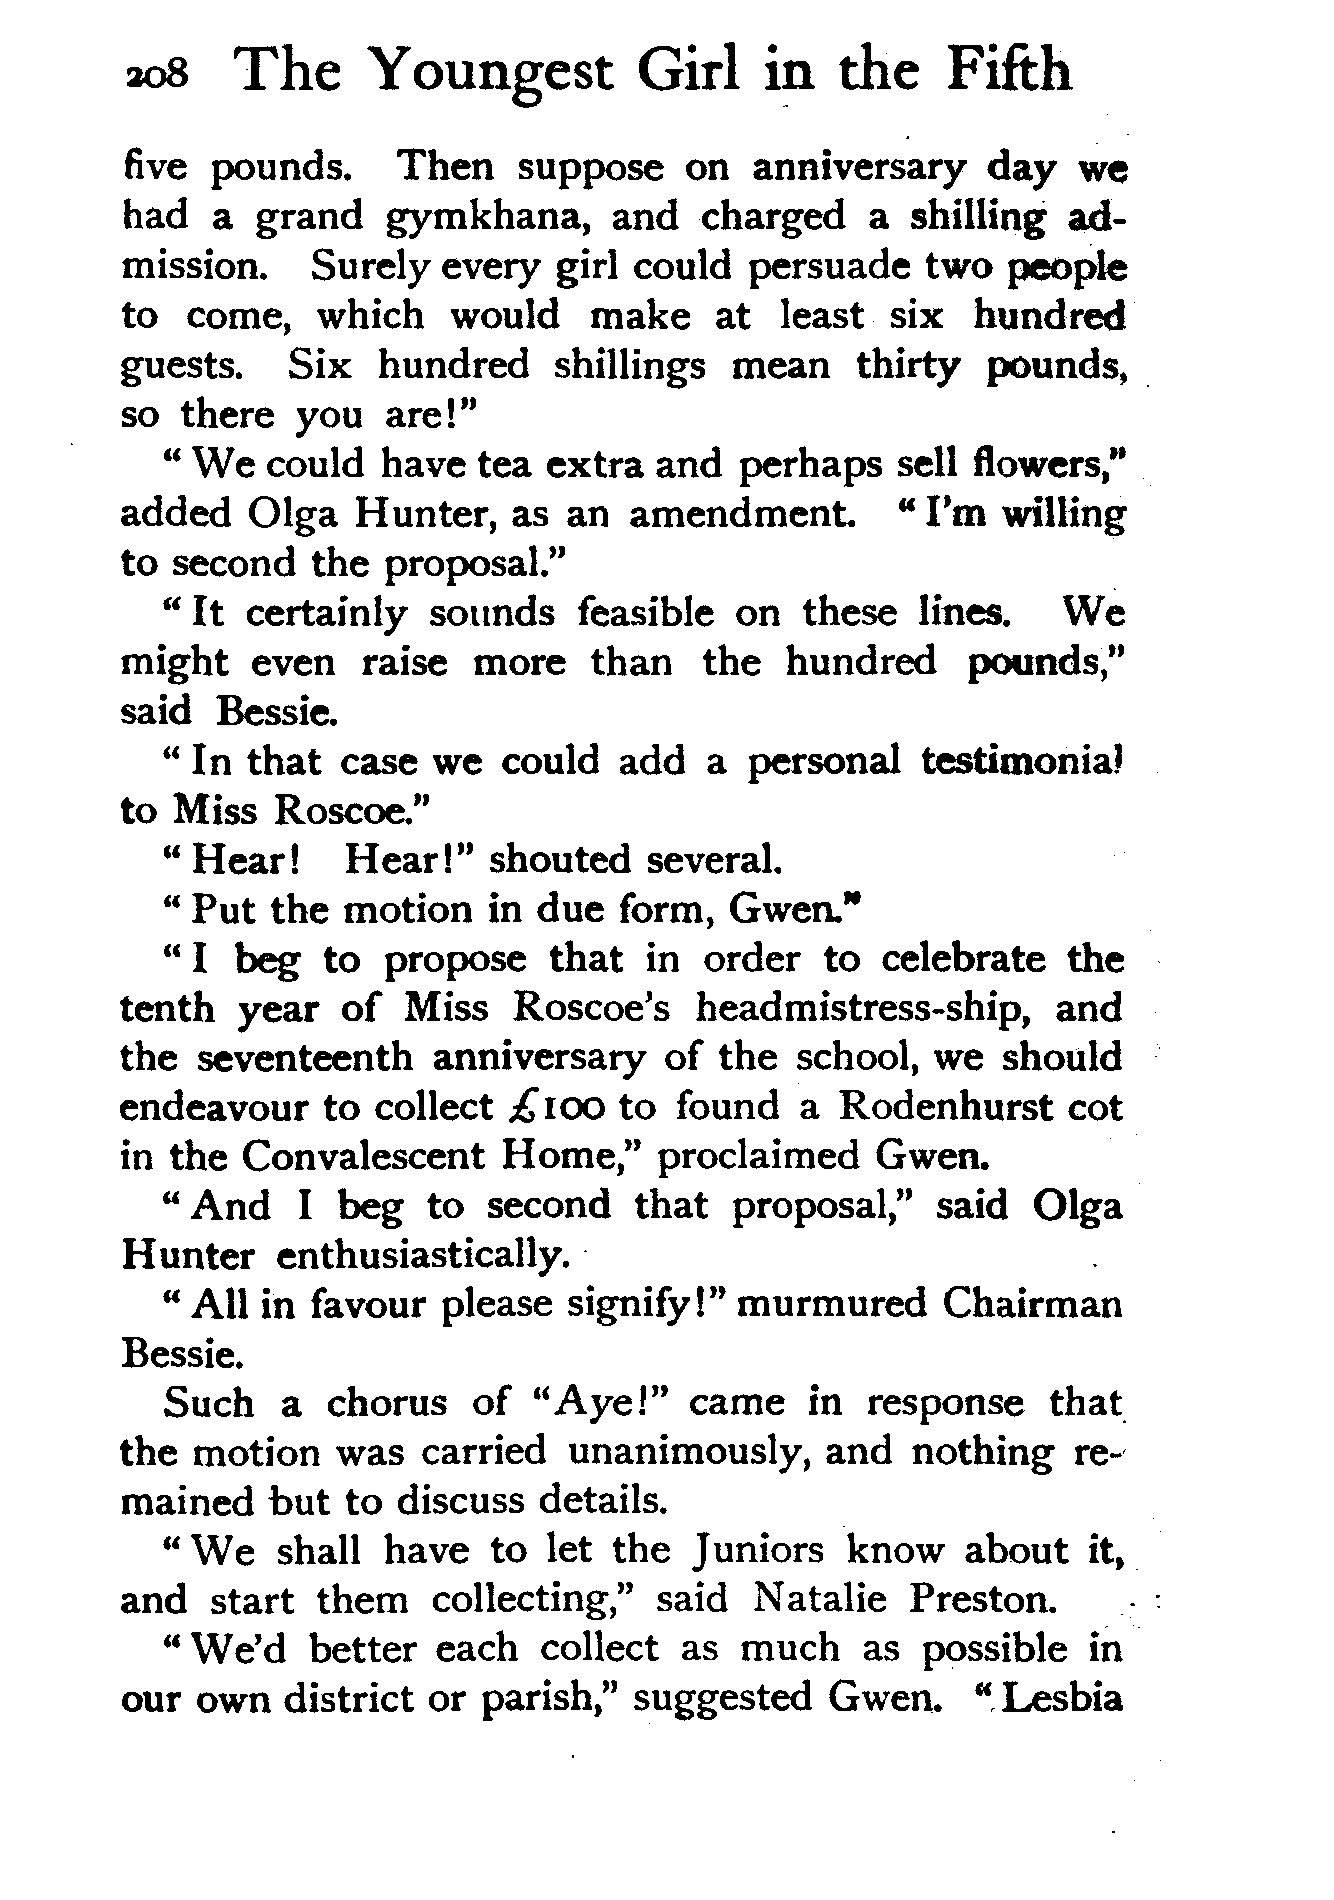 208 The Youngest Girl in the Fifth
five pounds. Then suppose on anniversary day we
had a grand gymkhana, and charged a shilling ad-
mission. Surely every girl could persuade two people
to come, which would make at least six hundred
guests. Six hundred shillings mean thirty pounds,
so there you are!"
"We could have tea extra and perhaps sell flowers,"
added Olga Hunter, as an amendment. "I'm willing
to second the proposal."
"It certainly sounds feasible on these lines. We
might even raise more than the hundred pounds,"
said Bessie.
"In that case we could add a personal testimonial
to Miss Roscoe."
"Hear! Hear!" shouted several.
"Put the motion in due form, Gwen."
"I beg to propose that in order to celebrate the
tenth year of Miss Roscoe's headmistress-ship, and
the seventeenth anniversary of the school, we should
endeavour to collect £100 to found a Rodenhurst cot
in the Convalescent Home," proclaimed Gwen.
"And I beg to second that proposal," said Olga
Hunter enthusiastically.
"All in favour please signify!" murmured Chairman
Bessie.
Such a chorus of "Aye!" came in response that
the motion was carried unanimously, and nothing re-
mained but to discuss details.
"We shall have to let the Juniors know about it,
and start them collecting," said Natalie Preston.
"We'd better each collect as much as possible in
our own district or parish," suggested Gwen. "Lesbia